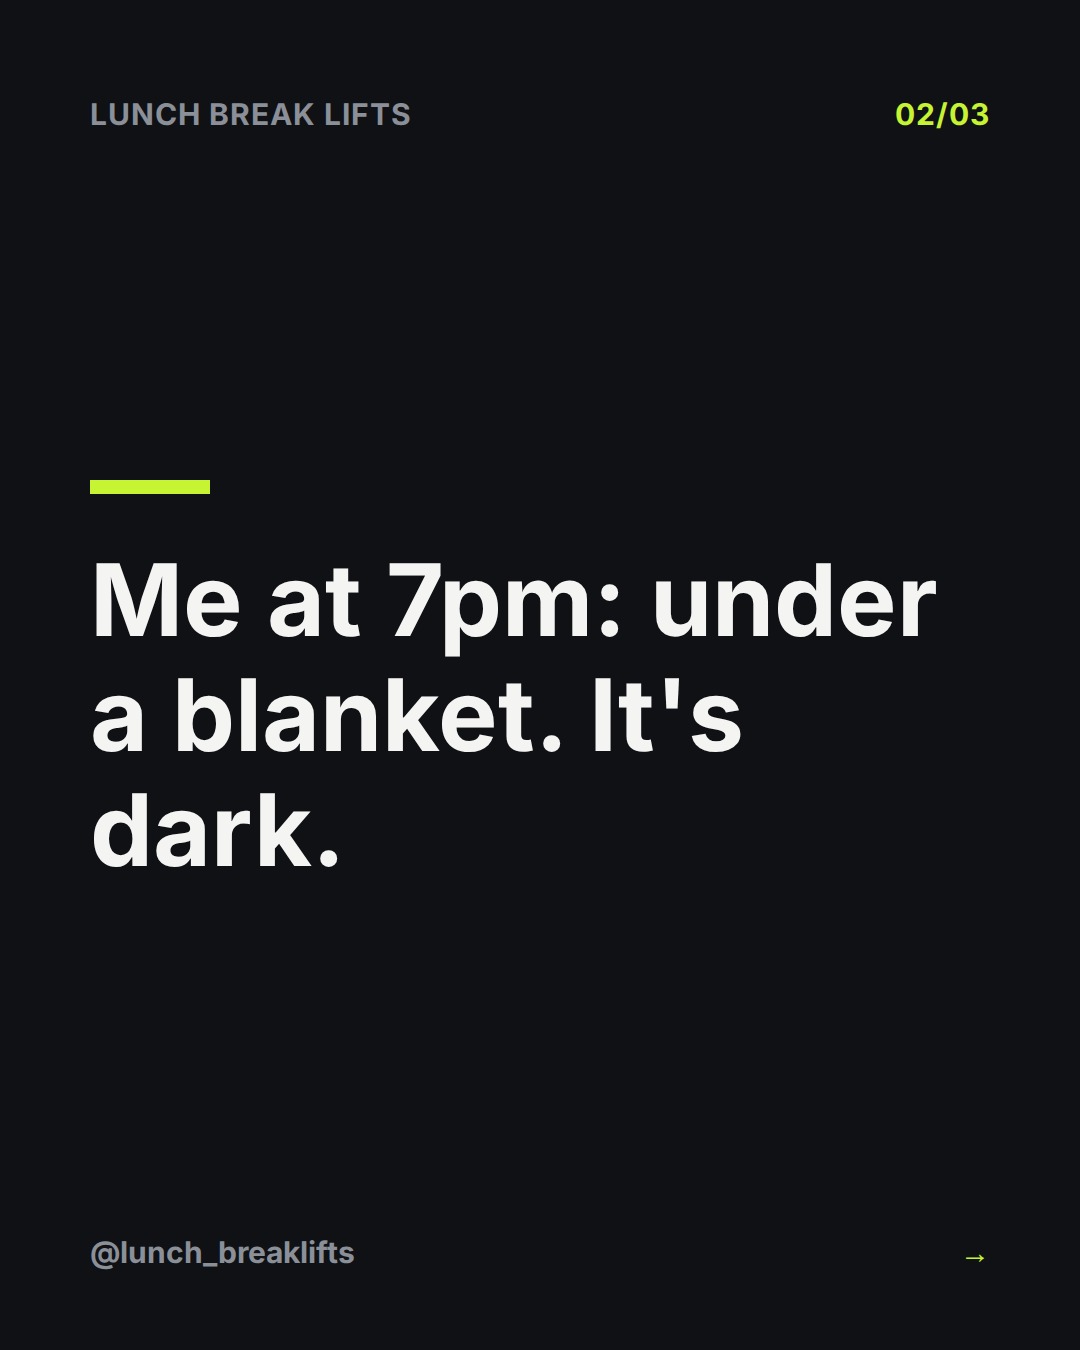 LUNCH BREAK LIFTS
02/03
Me at 7pm: under
a blanket. It's
dark.
@lunch_breaklifts
→